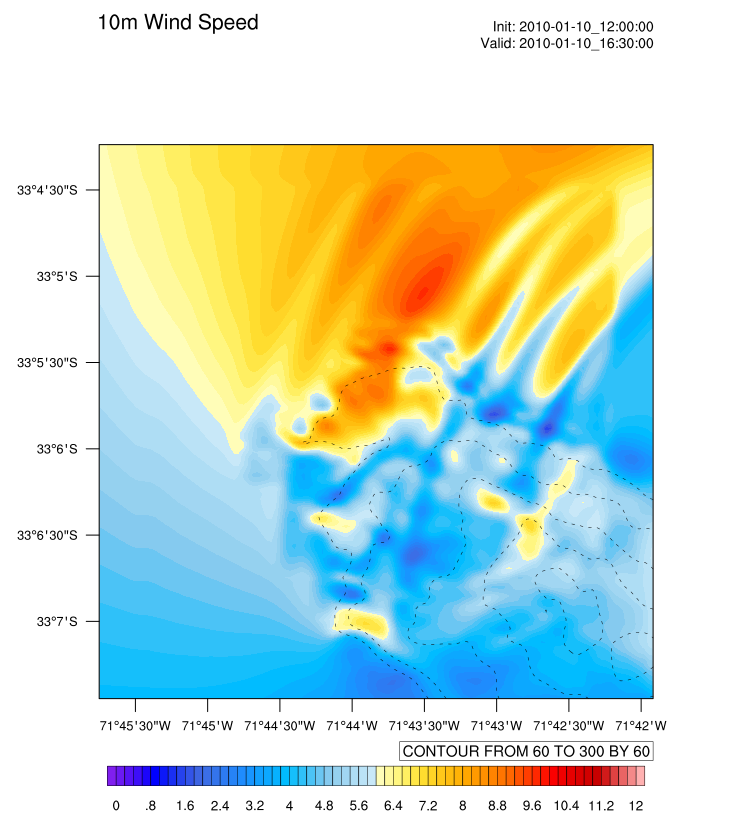 10m Wind Speed
Init: 2010-01-10_12:00:00
Valid: 2010-01-10_16:30:00
33°4'30"S
33°5'S
33°5'30"S
33°6'S
33°6'30"S
33°7'S
71°45'30"W 71°45'W 71°44'30"W 71°44'W 71°43'30"W 71°43'W 71°42'30"W 71°42'W
CONTOUR FROM 60 TO 300 BY 60
0 .8 1.6 2.4 3.2 4 4.8 5.6 6.4 7.2 8 8.8 9.6 10.4 11.2 12